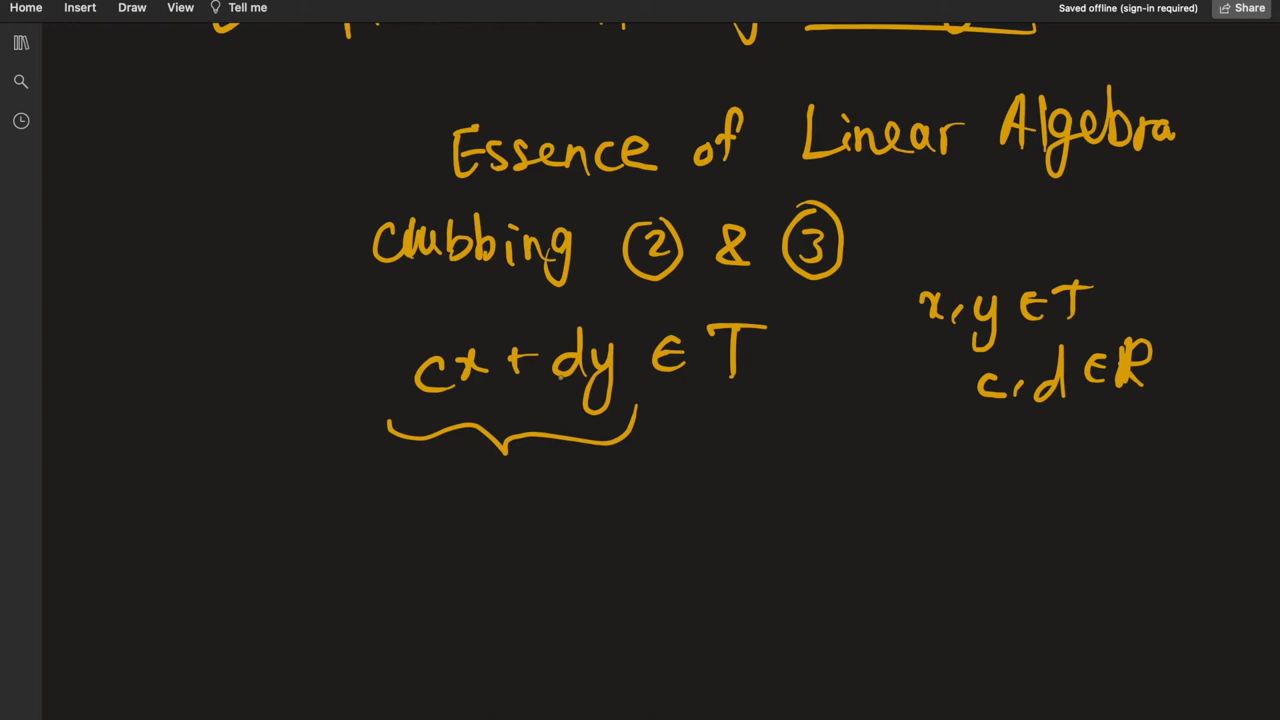 Home Insert Draw View Tell me Saved offline (sign-in required) Share
Essence of Linear Algebra
Clubbing ② & ③
x, y ∈ T
cx + dy ∈ T
c, d ∈ ℝ